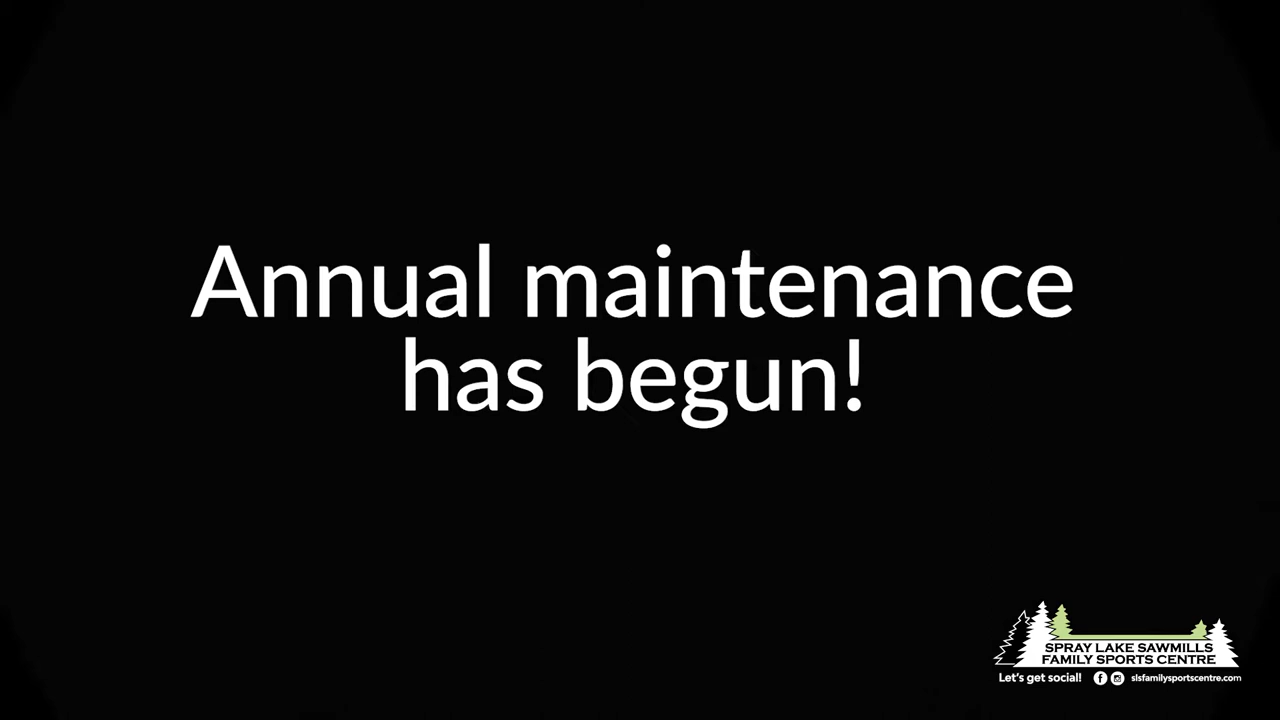 Annual maintenance
has begun!
SPRAY LAKE SAWMILLS
FAMILY SPORTS CENTRE
Let's get social! slsfamilysportscentre.com